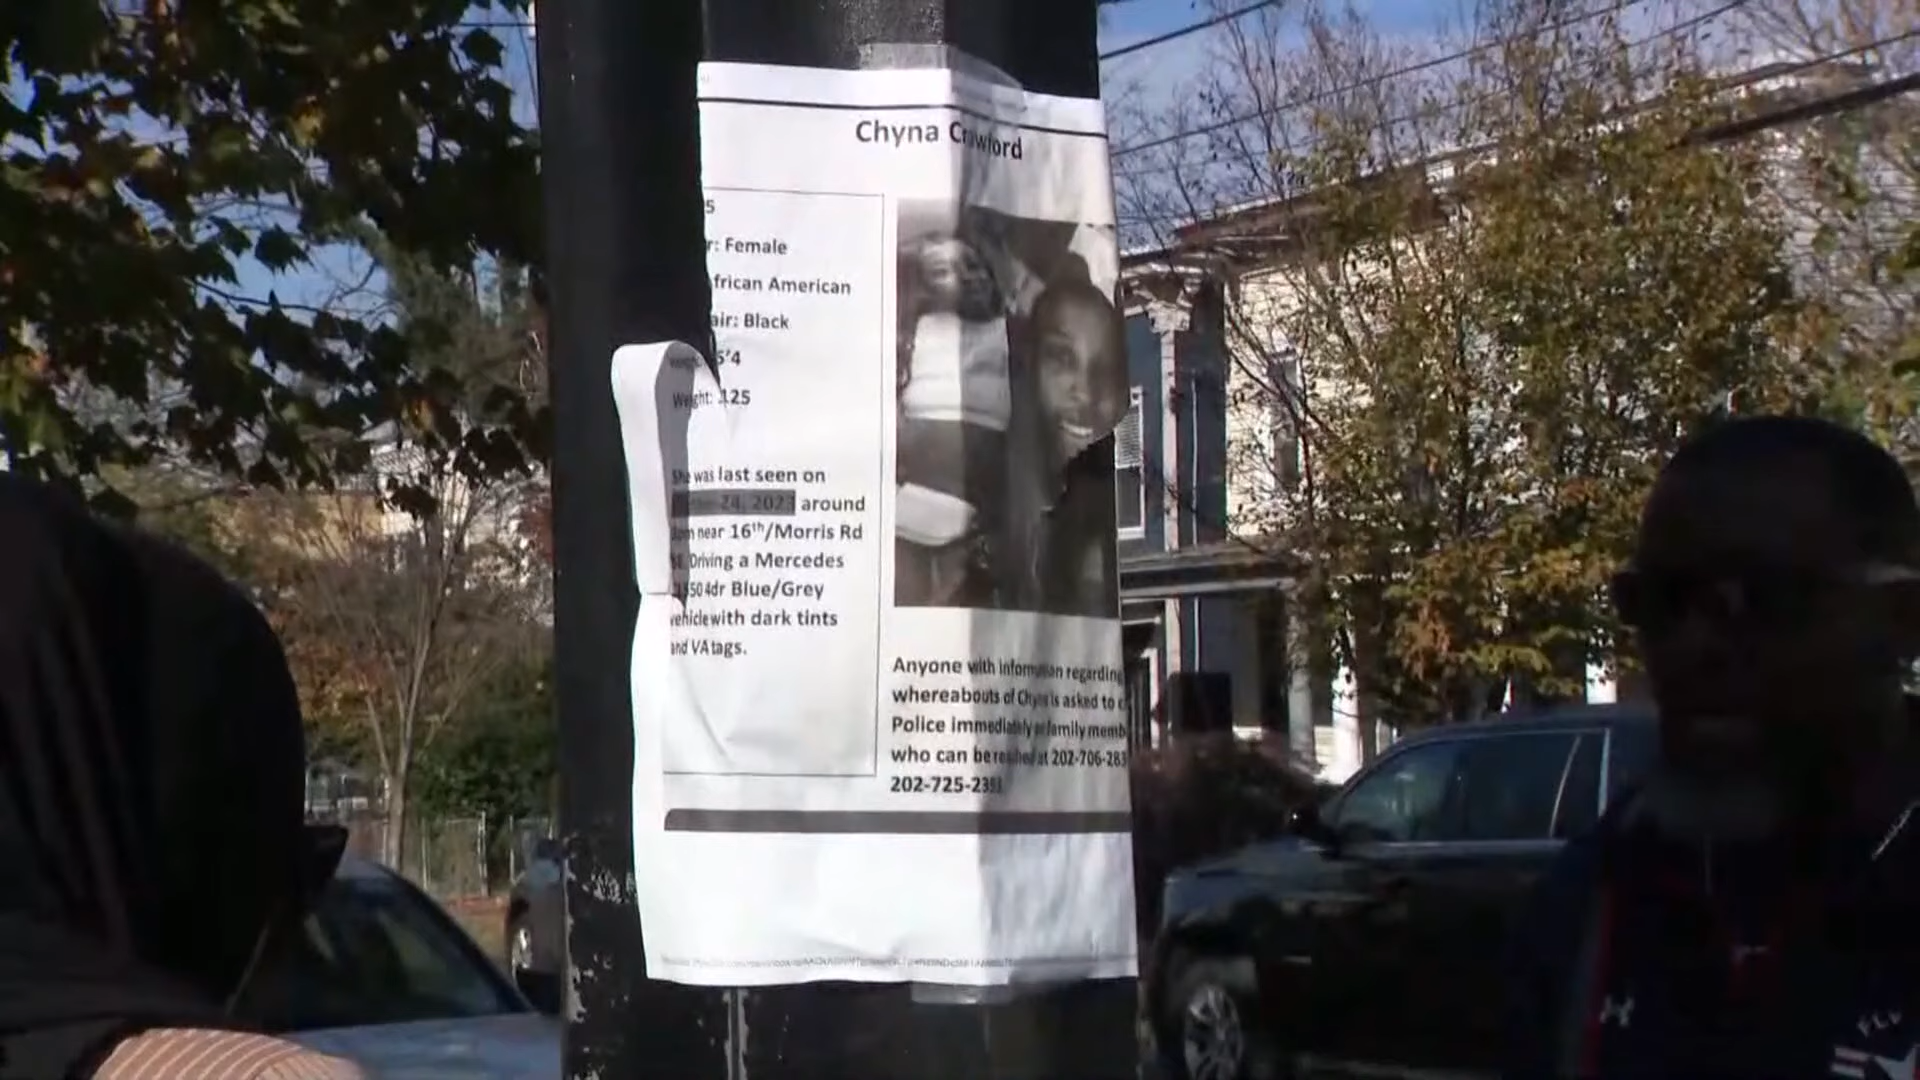 Chyna Crawford
5
r: Female
frican American
air: Black
5'4
Weight: 125
She was last seen on
24, 2023 around
near 16th/Morris Rd
Driving a Mercedes
4dr Blue/Grey
vehicle with dark tints
and VA tags.
Anyone with information regarding
whereabouts of Chyna is asked to c
Police immediately or family memb
who can be reached at 202-706-283
202-725-239
FLV